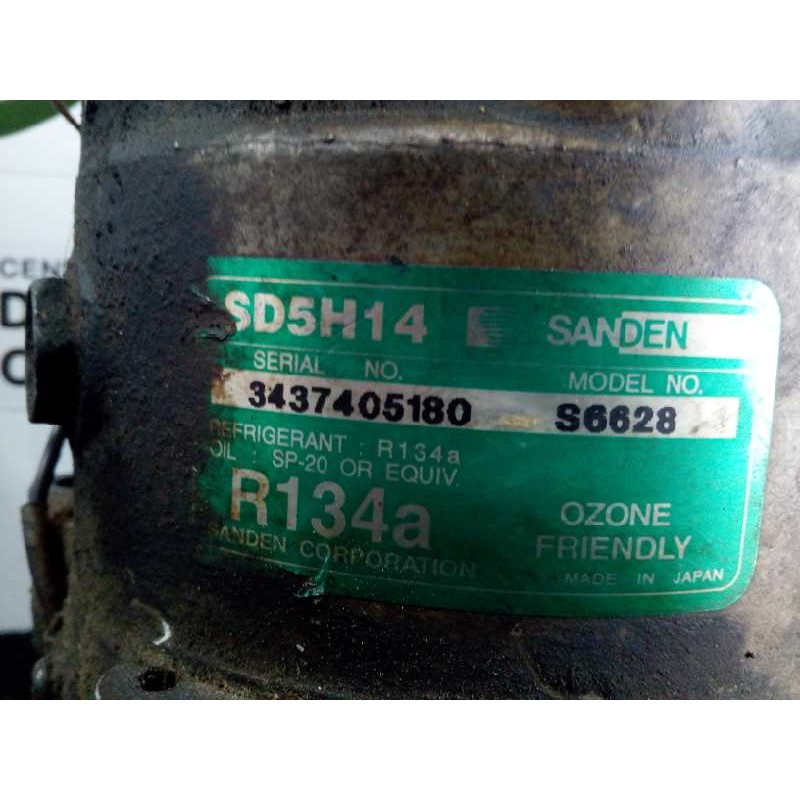 SD5H14 SANDEN
SERIAL NO. MODEL NO.
3437405180 S6628
REFRIGERANT : R134a
OIL : SP-20 OR EQUIV.
R134a
OZONE
FRIENDLY
SANDEN CORPORATION
MADE IN JAPAN
CEN